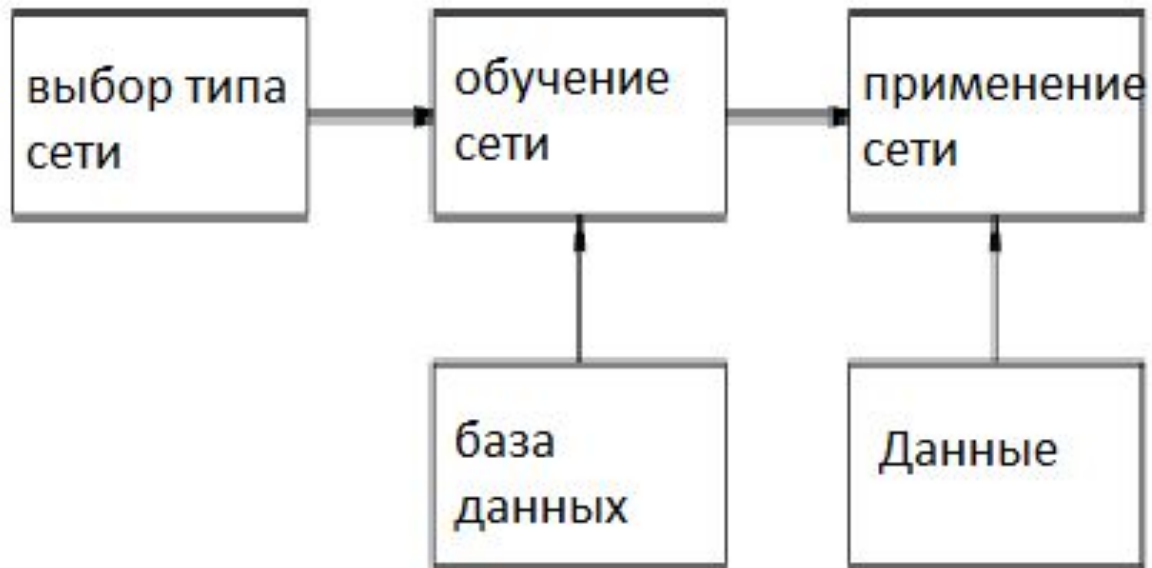 выбор типа
сети
обучение
сети
применение
сети
база
данных
Данные